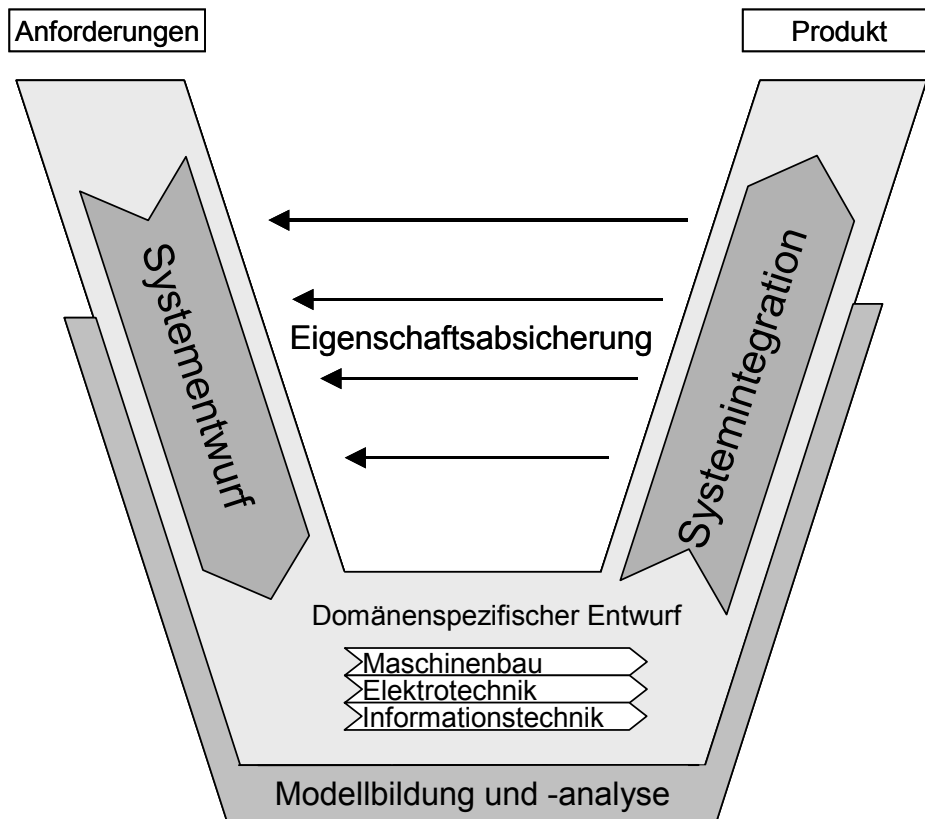 Anforderungen
Produkt
Systementwurf
Eigenschaftsabsicherung
Systemintegration
Domänenspezifischer Entwurf
Maschinenbau
Elektrotechnik
Informationstechnik
Modellbildung und -analyse